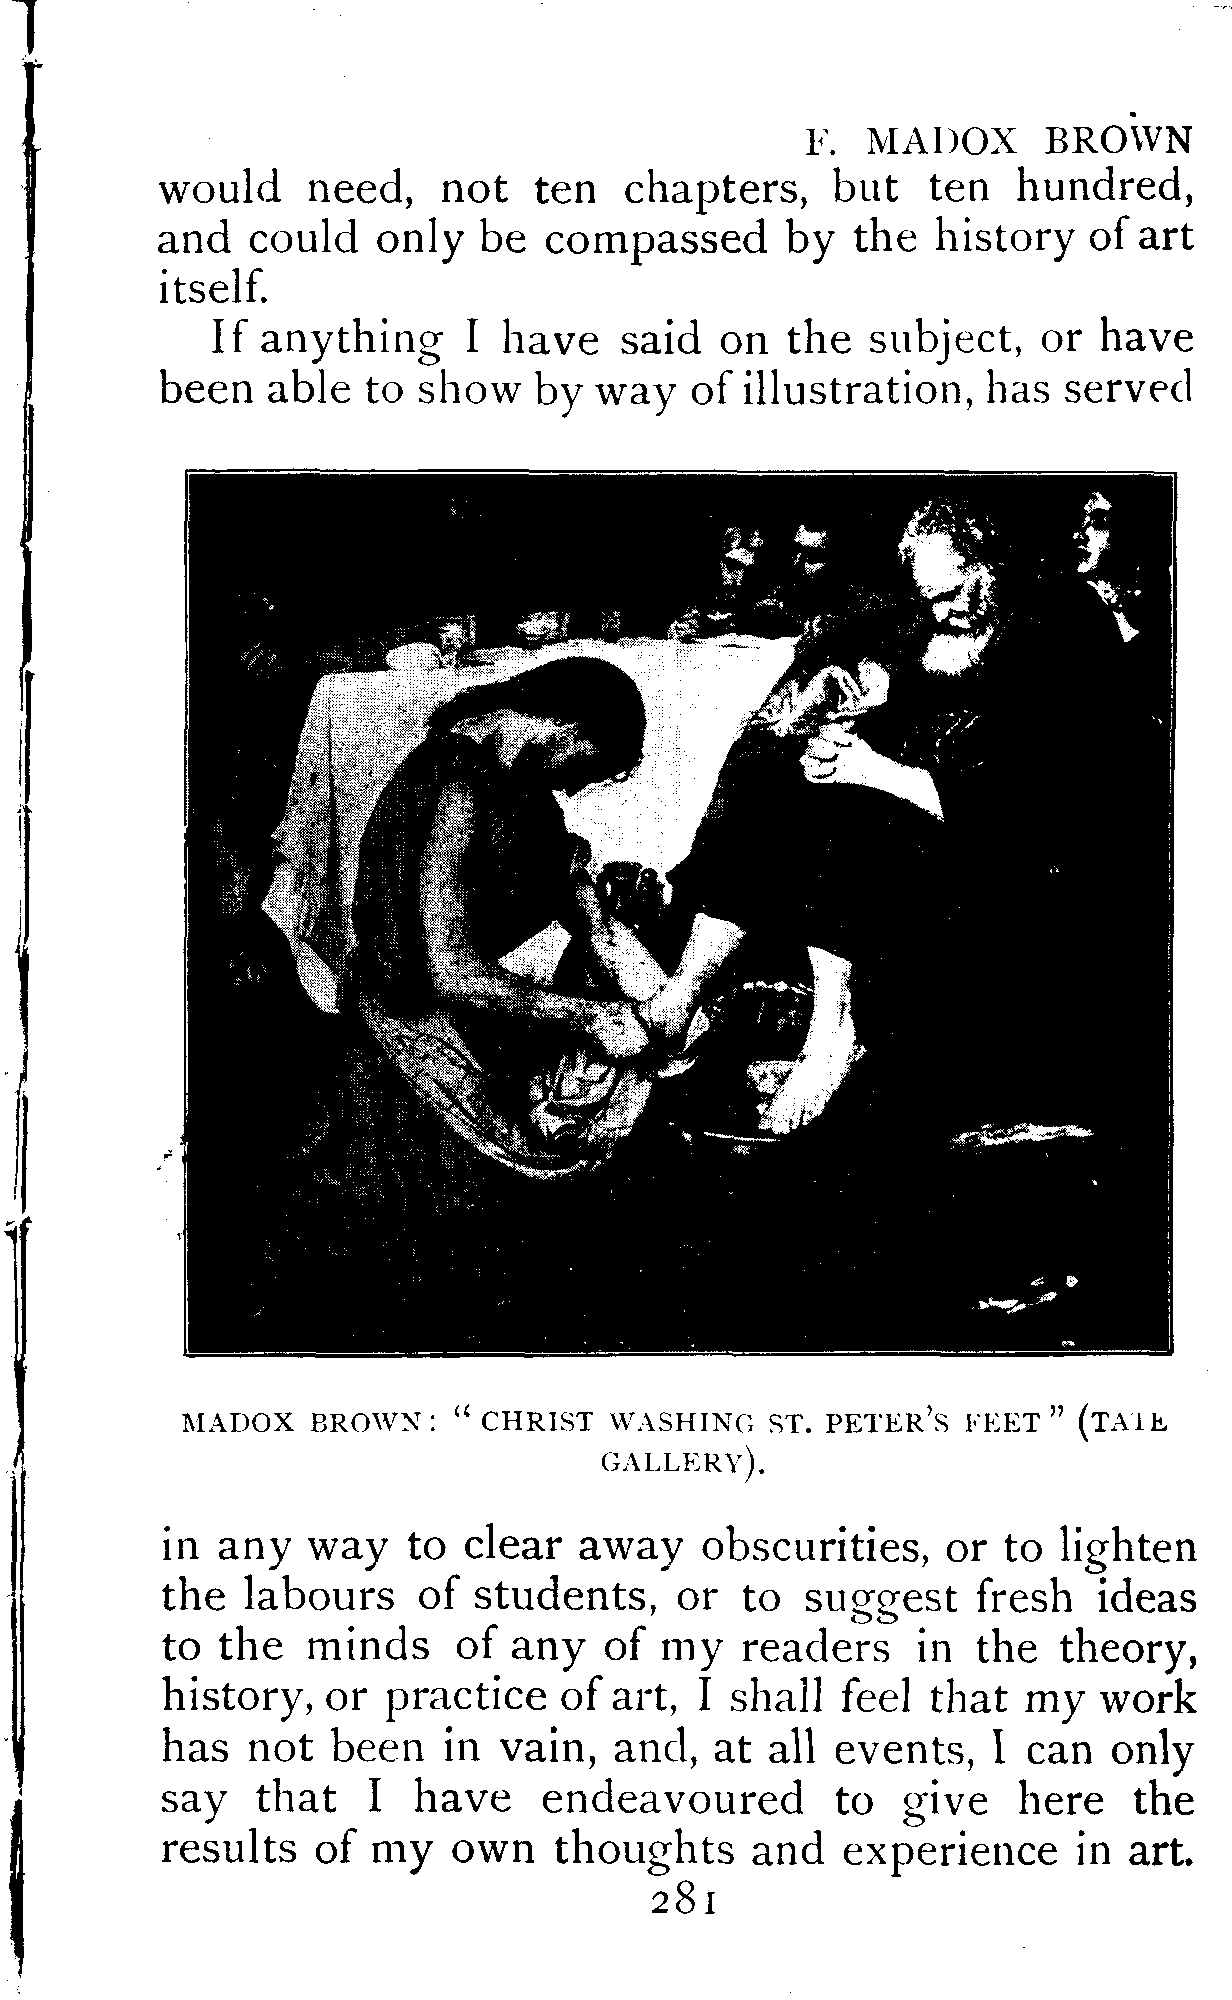 F. MADOX BROWN
would need, not ten chapters, but ten hundred,
and could only be compassed by the history of art
itself.
If anything I have said on the subject, or have
been able to show by way of illustration, has served
MADOX BROWN: “ CHRIST WASHING ST. PETER'S FEET ” (TATE
GALLERY).
in any way to clear away obscurities, or to lighten
the labours of students, or to suggest fresh ideas
to the minds of any of my readers in the theory,
history, or practice of art, I shall feel that my work
has not been in vain, and, at all events, I can only
say that I have endeavoured to give here the
results of my own thoughts and experience in art.
281